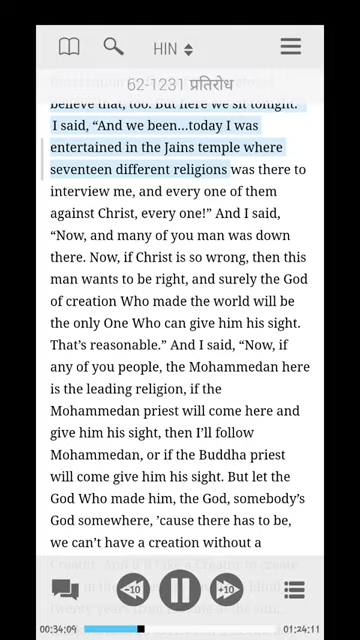 HIN
62-1231 प्रतिरोध
believe that, too. But here we sit tonight.
I said, “And we been…today I was
entertained in the Jains temple where
seventeen different religions was there to
interview me, and every one of them
against Christ, every one!” And I said,
“Now, and many of you man was down
there. Now, if Christ is so wrong, then this
man wants to be right, and surely the God
of creation Who made the world will be
the only One Who can give him his sight.
That’s reasonable.” And I said, “Now, if
any of you people, the Mohammedan here
is the leading religion, if the
Mohammedan priest will come here and
give him his sight, then I’ll follow
Mohammedan, or if the Buddha priest
will come give him his sight. But let the
God Who made him, the God, somebody’s
God somewhere, ’cause there has to be,
we can’t have a creation without a
-10
+10
00:34:09
01:24:11